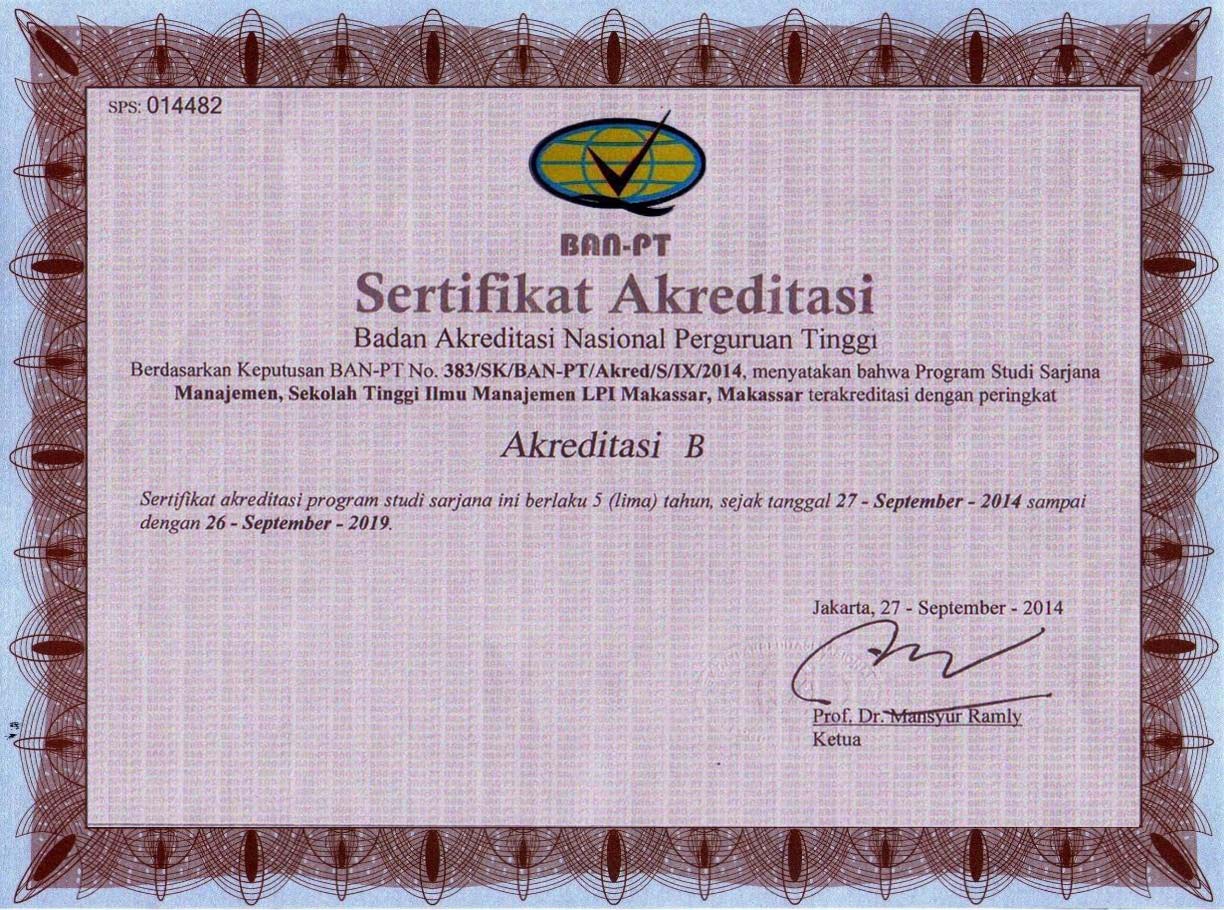 SPS: 014482
BAN-PT
Sertifikat Akreditasi
Badan Akreditasi Nasional Perguruan Tinggi
Berdasarkan Keputusan BAN-PT No. 383/SK/BAN-PT/Akred/S/IX/2014, menyatakan bahwa Program Studi Sarjana
Manajemen, Sekolah Tinggi Ilmu Manajemen LPI Makassar, Makassar terakreditasi dengan peringkat
Akreditasi B
Sertifikat akreditasi program studi sarjana ini berlaku 5 (lima) tahun, sejak tanggal 27 - September - 2014 sampai
dengan 26 - September - 2019.
Jakarta, 27 - September - 2014
Prof. Dr. Mansyur Ramly
Ketua